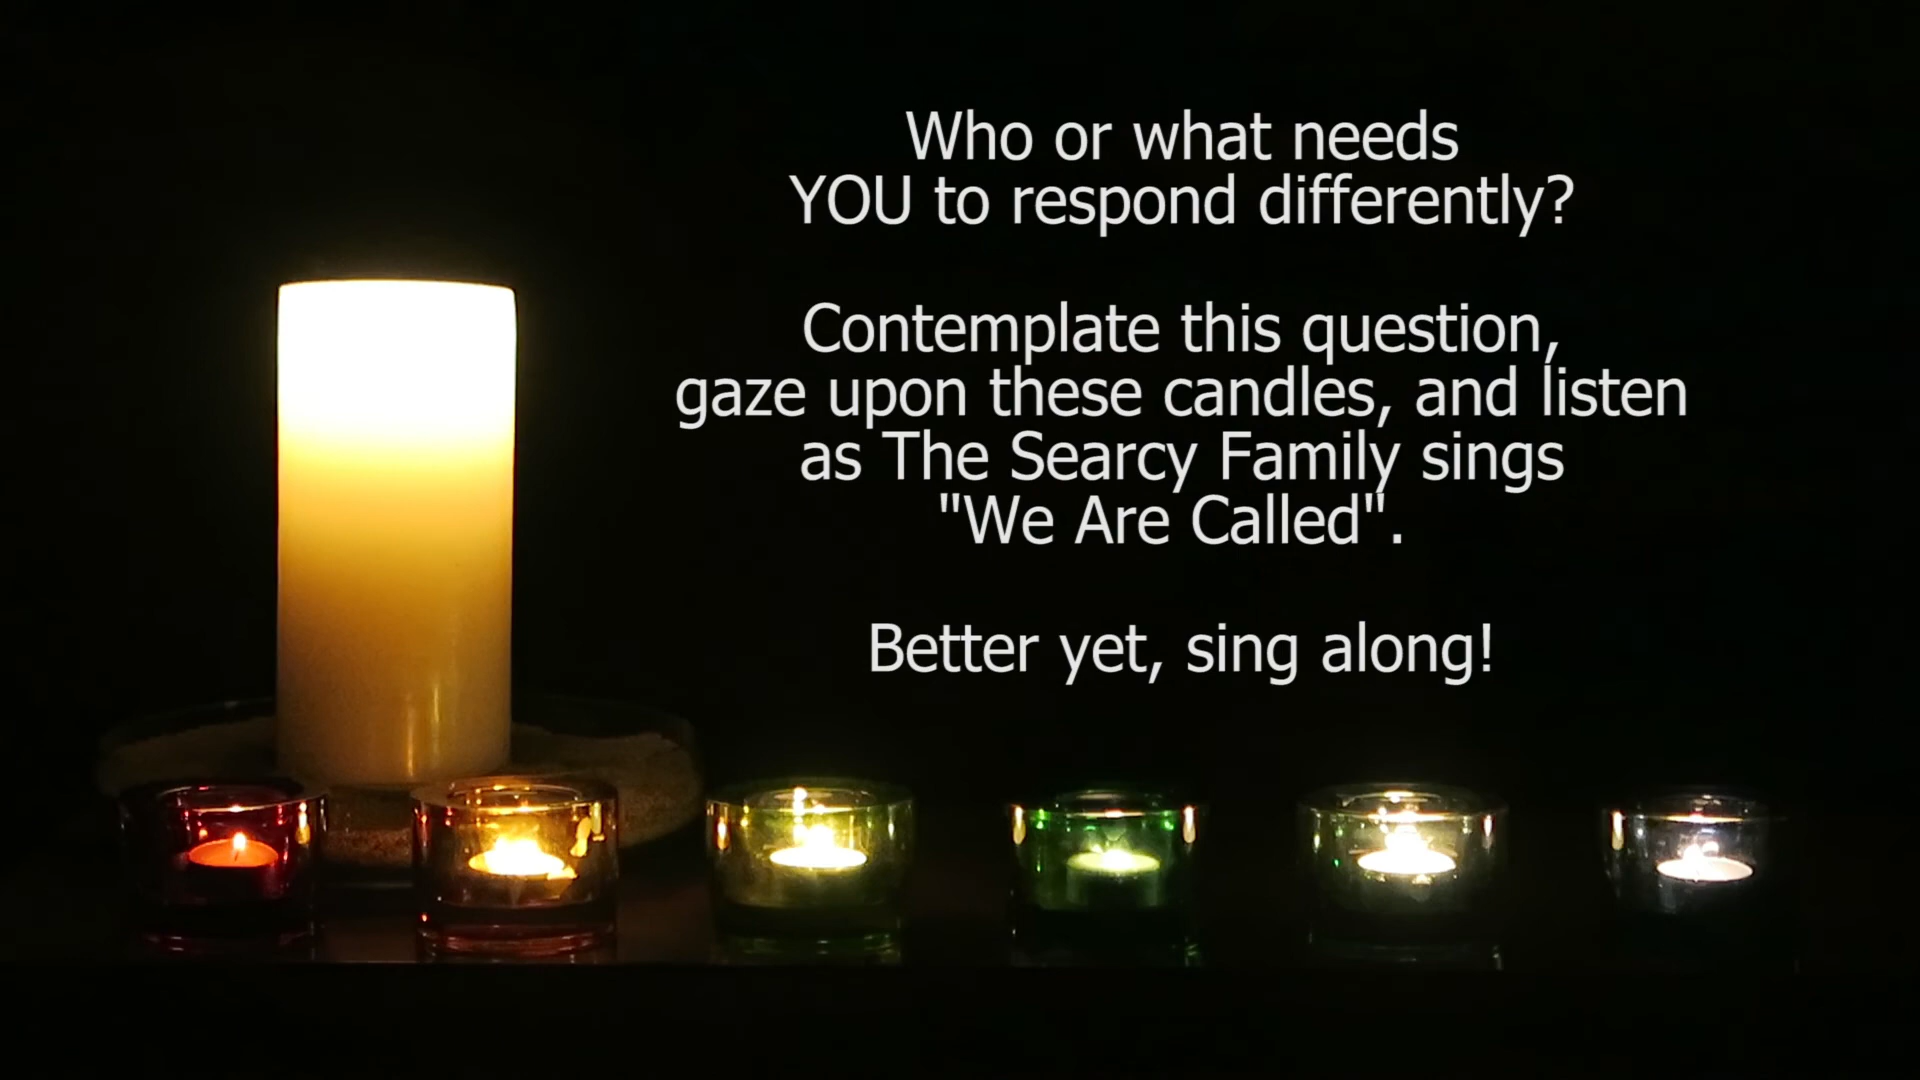 Who or what needs
YOU to respond differently?
Contemplate this question,
gaze upon these candles, and listen
as The Searcy Family sings
"We Are Called".
Better yet, sing along!